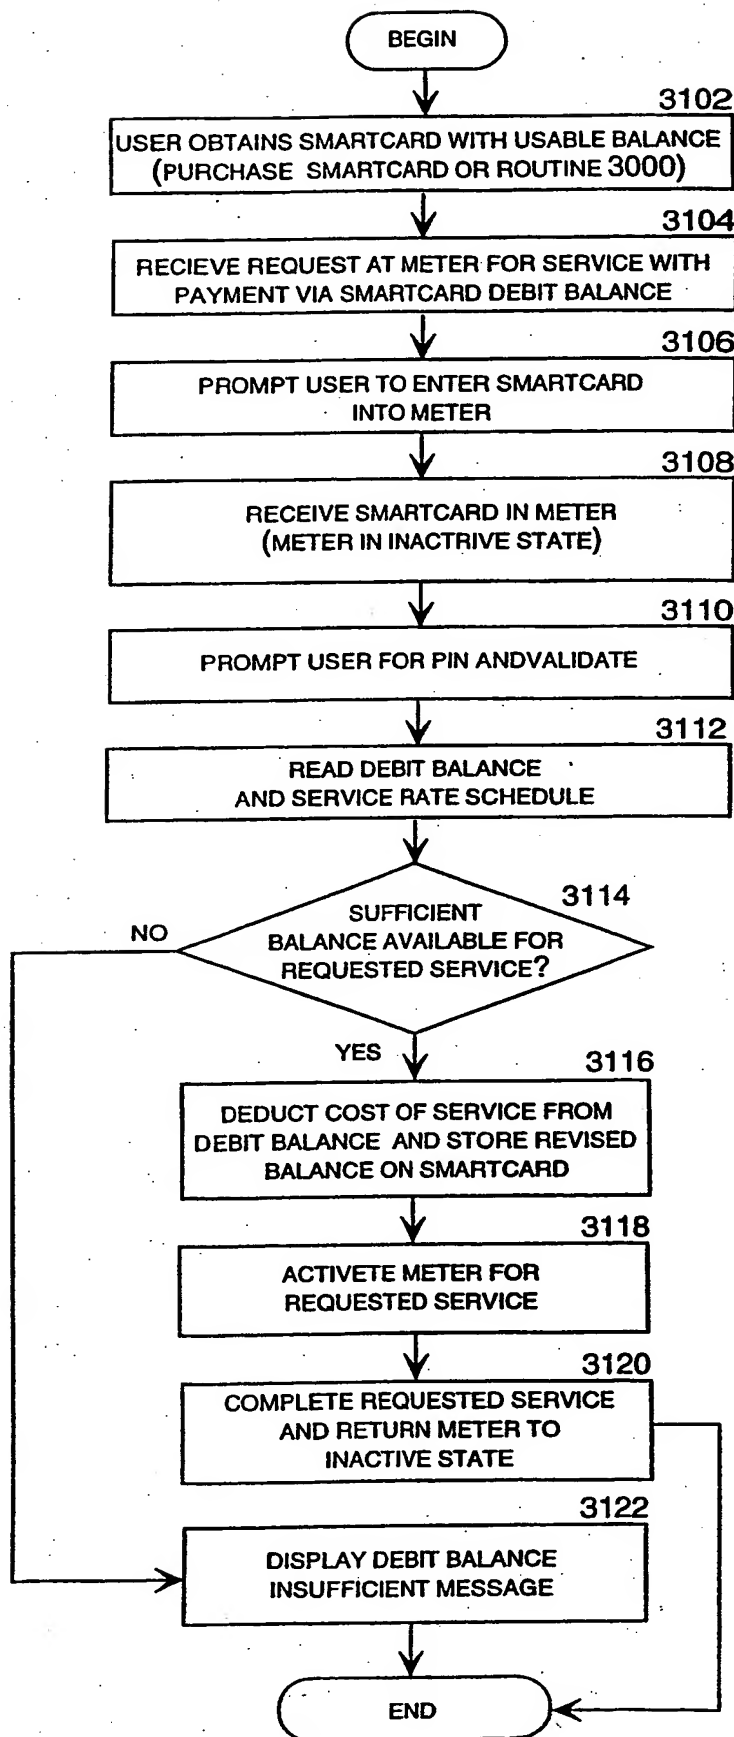 BEGIN
3102
USER OBTAINS SMARTCARD WITH USABLE BALANCE
(PURCHASE SMARTCARD OR ROUTINE 3000)
3104
RECIEVE REQUEST AT METER FOR SERVICE WITH
PAYMENT VIA SMARTCARD DEBIT BALANCE
3106
PROMPT USER TO ENTER SMARTCARD
INTO METER
3108
RECEIVE SMARTCARD IN METER
(METER IN INACTRIVE STATE)
3110
PROMPT USER FOR PIN ANDVALIDATE
3112
READ DEBIT BALANCE
AND SERVICE RATE SCHEDULE
3114
SUFFICIENT
BALANCE AVAILABLE FOR
REQUESTED SERVICE?
NO
YES
3116
DEDUCT COST OF SERVICE FROM
DEBIT BALANCE AND STORE REVISED
BALANCE ON SMARTCARD
3118
ACTIVETE METER FOR
REQUESTED SERVICE
3120
COMPLETE REQUESTED SERVICE
AND RETURN METER TO
INACTIVE STATE
3122
DISPLAY DEBIT BALANCE
INSUFFICIENT MESSAGE
END